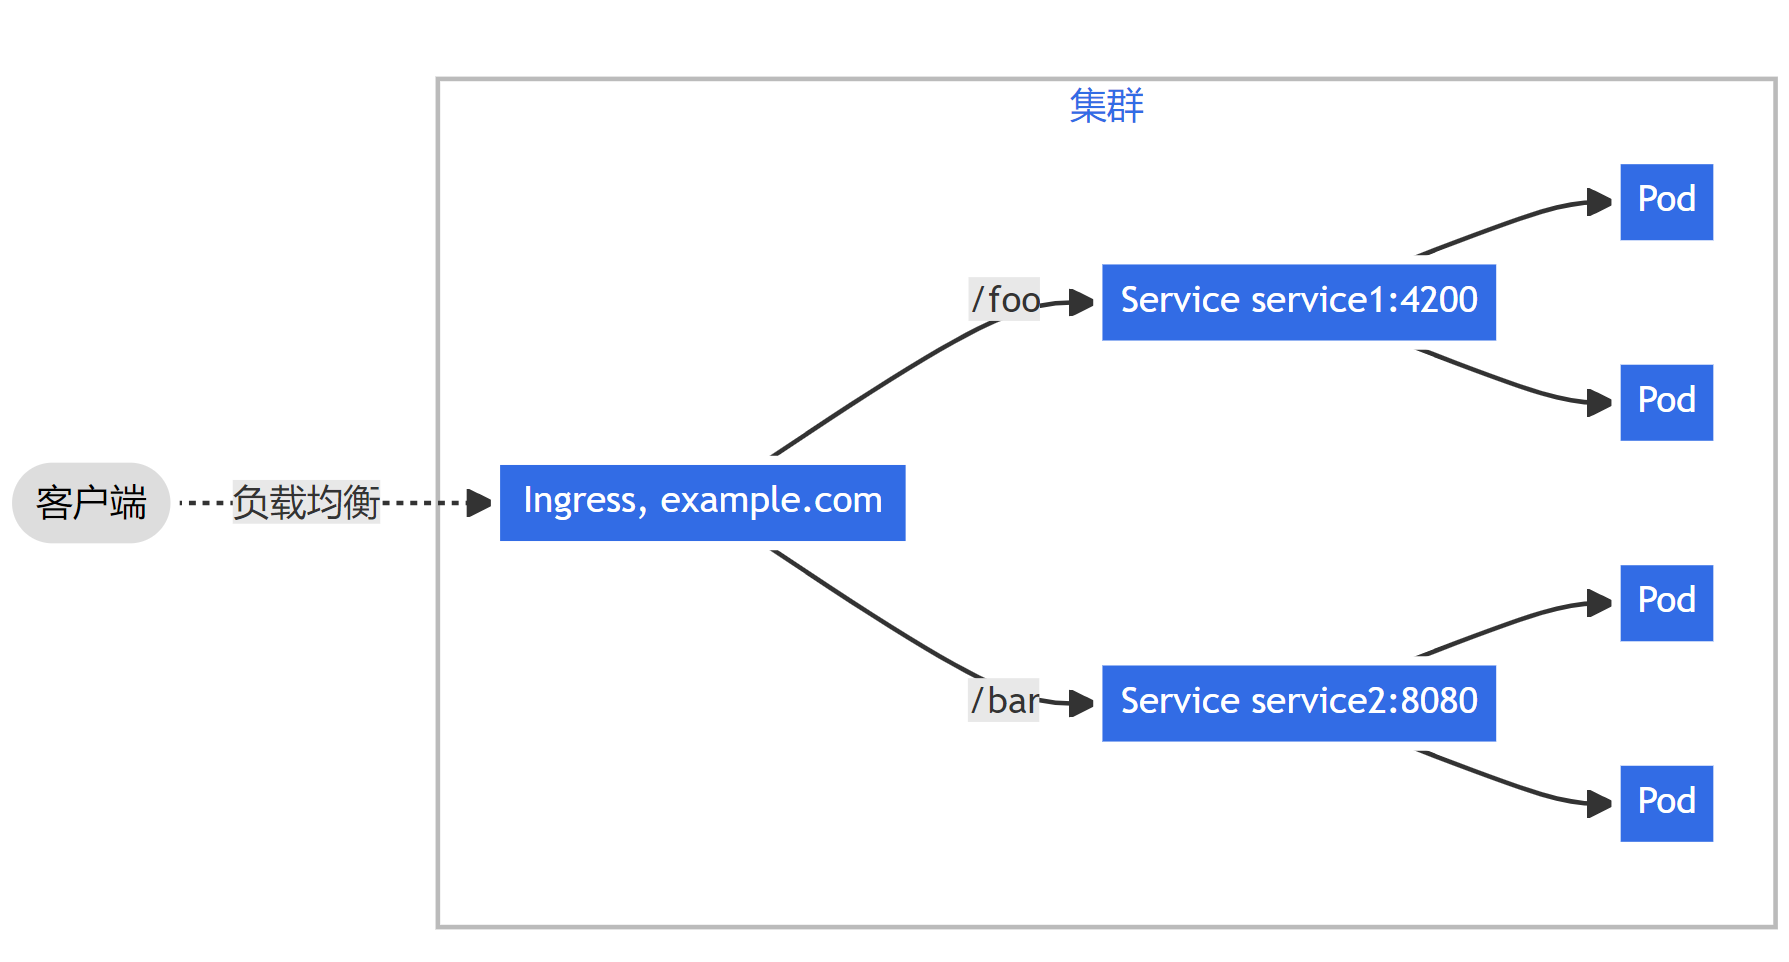 集群
客户端
负载均衡
Ingress, example.com
/foo
Service service1:4200
Pod
Pod
/bar
Service service2:8080
Pod
Pod